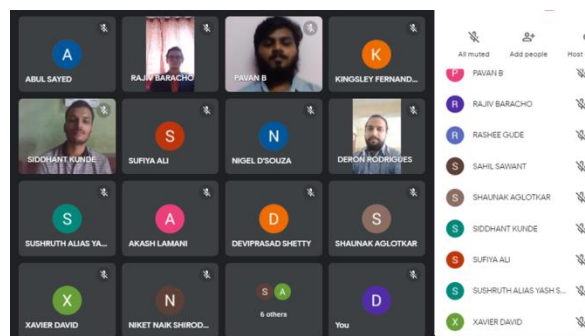 A
ABUL SAYED
RAJIV BARACHO
PAVAN B
K
KINGSLEY FERNAND...
SIDDHANT KUNDE
S
SUFIYA ALI
N
NIGEL D'SOUZA
DERON RODRIGUES
S
SUSHRUTH ALIAS YA...
A
AKASH LAMANI
D
DEVIPRASAD SHETTY
S
SHAUNAK AGLOTKAR
X
XAVIER DAVID
N
NIKET NAIK SHIROD...
S A
6 others
D
You
All muted Add people Host
P PAVAN B
R RAJIV BARACHO
R RASHEE GUDE
S SAHIL SAWANT
S SHAUNAK AGLOTKAR
S SIDDHANT KUNDE
S SUFIYA ALI
S SUSHRUTH ALIAS YASH S...
X XAVIER DAVID